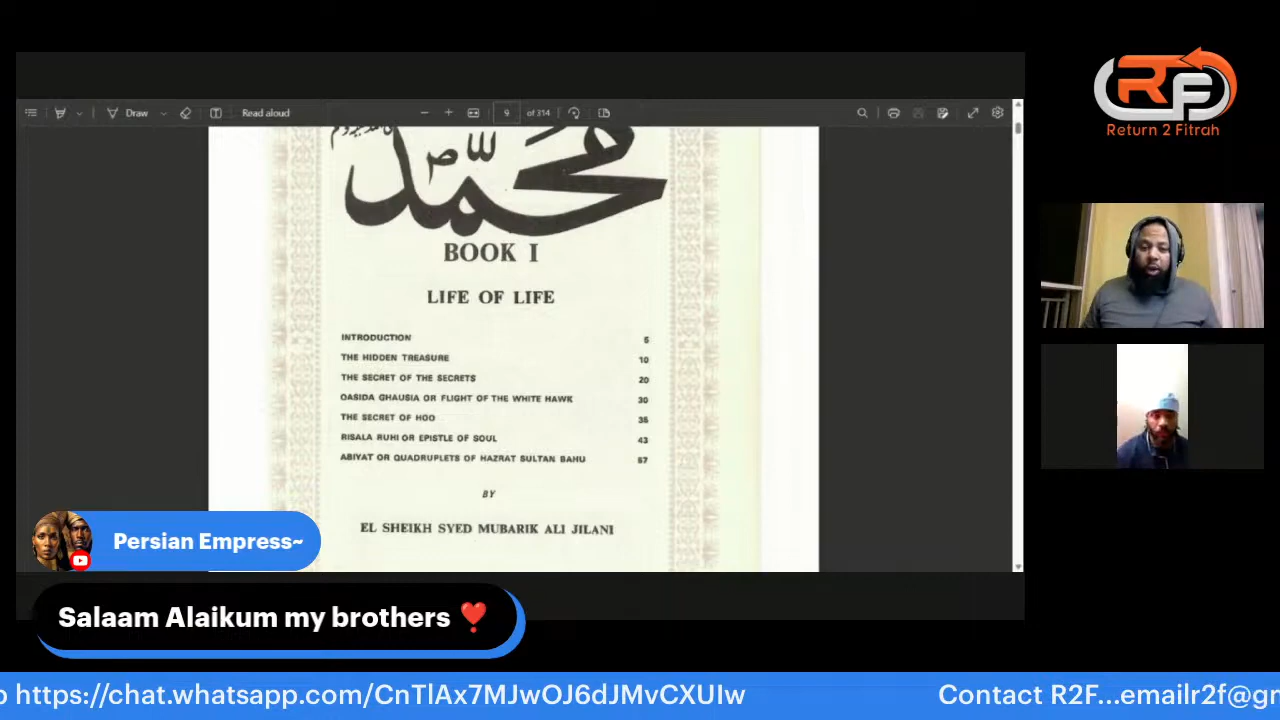 Draw
Read aloud
9 of 314
RF
Return 2 Fitrah
محمد
BOOK I
LIFE OF LIFE
INTRODUCTION 5
THE HIDDEN TREASURE 10
THE SECRET OF THE SECRETS 20
QASIDA GHAUSIA OR FLIGHT OF THE WHITE HAWK 30
THE SECRET OF HOO 35
RISALA RUHI OR EPISTLE OF SOUL 43
ABIYAT OR QUADRUPLETS OF HAZRAT SULTAN BAHU 57
BY
EL SHEIKH SYED MUBARIK ALI JILANI
Persian Empress~
Salaam Alaikum my brothers ❣️
https://chat.whatsapp.com/CnTlAx7MJwOJ6dJMvCXUIw
Contact R2F...emailr2f@gm